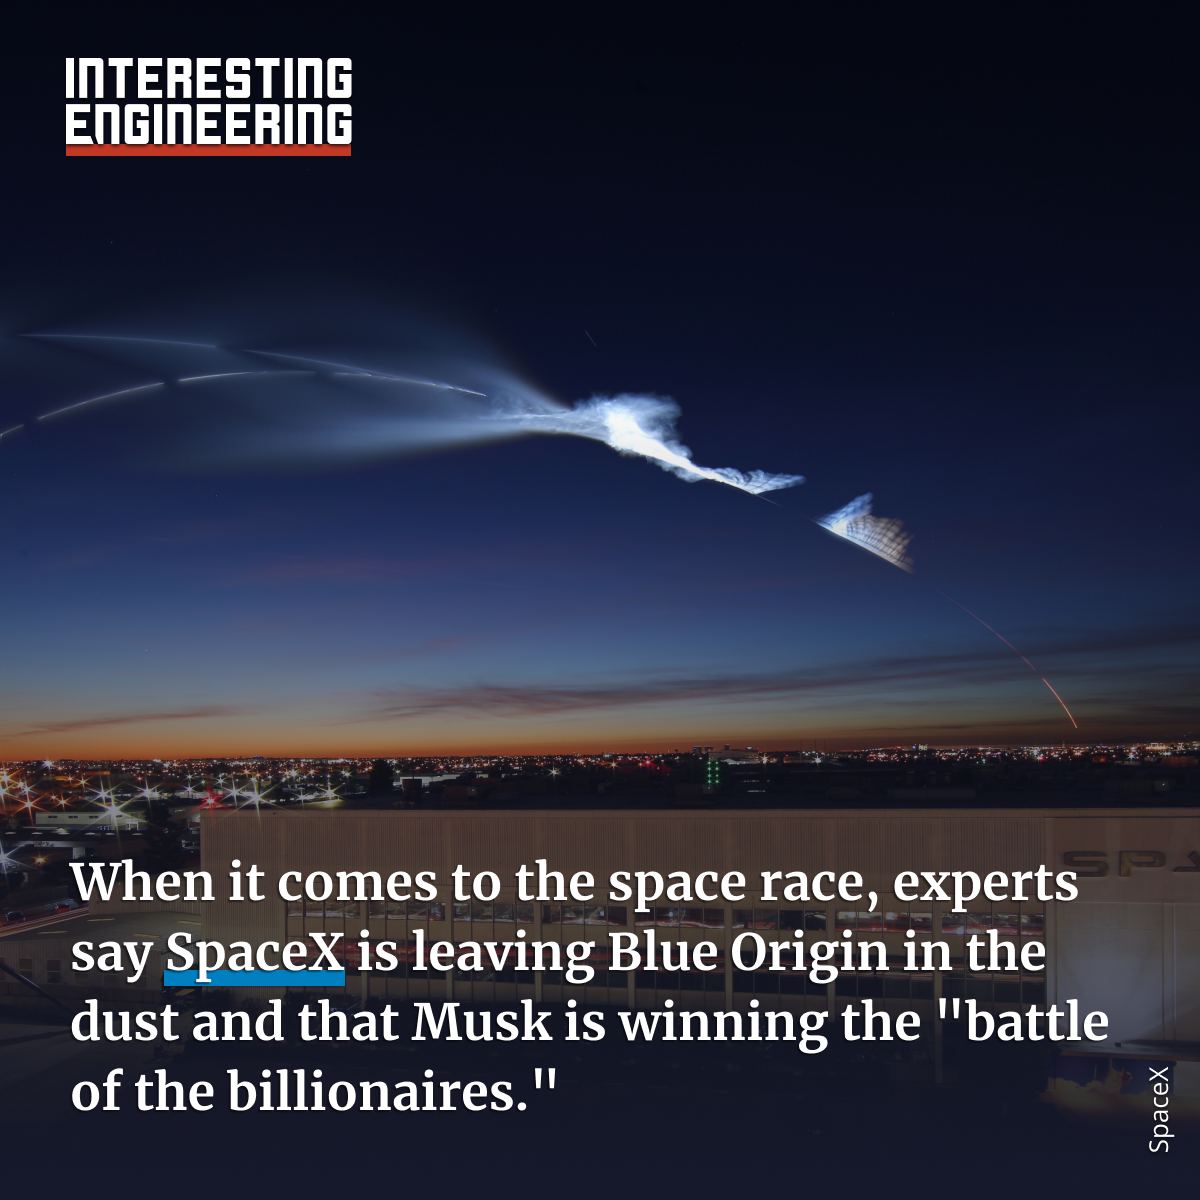 INTERESTING
ENGINEERING
SP
When it comes to the space race, experts
say SpaceX is leaving Blue Origin in the
dust and that Musk is winning the "battle
of the billionaires."
SpaceX